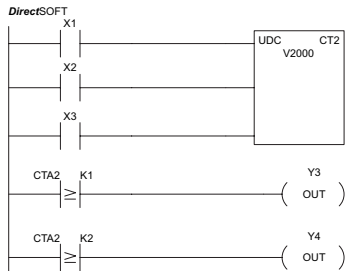 DirectSOFT
X1
UDC CT2
V2000
X2
X3
CTA2 K1
≥
Y3
OUT
CTA2 K2
≥
Y4
OUT